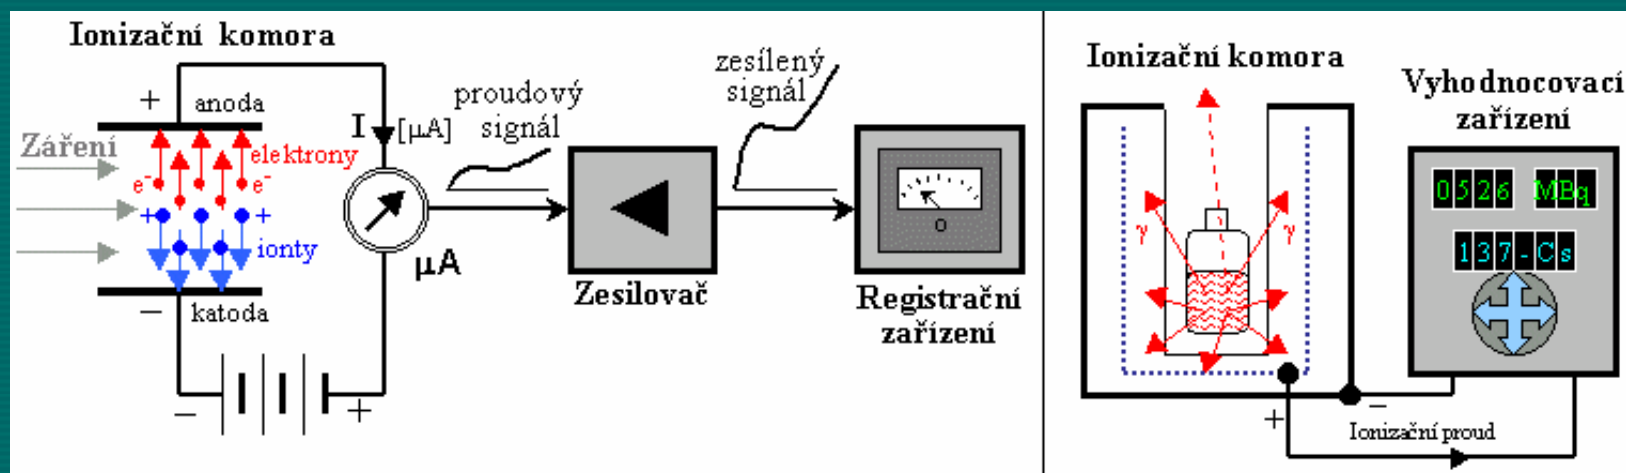 Ionizační komora
+
anoda
Záření
elektrony
e⁻
e⁻
+
+
ionty
−
katoda
−
+
I
[µA]
µA
proudový
signál
Zesilovač
zesílený
signál
o
Registrační
zařízení
Ionizační komora
γ
γ
+
−
Ionizační proud
Vyhodnocovací
zařízení
0526 MBq
137-Cs